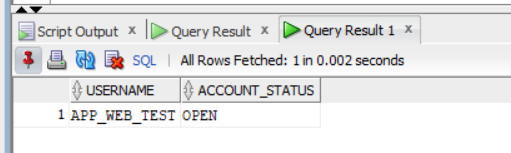 Script Output x Query Result x Query Result 1 x
SQL | All Rows Fetched: 1 in 0.002 seconds
USERNAME ACCOUNT_STATUS
1 APP_WEB_TEST OPEN